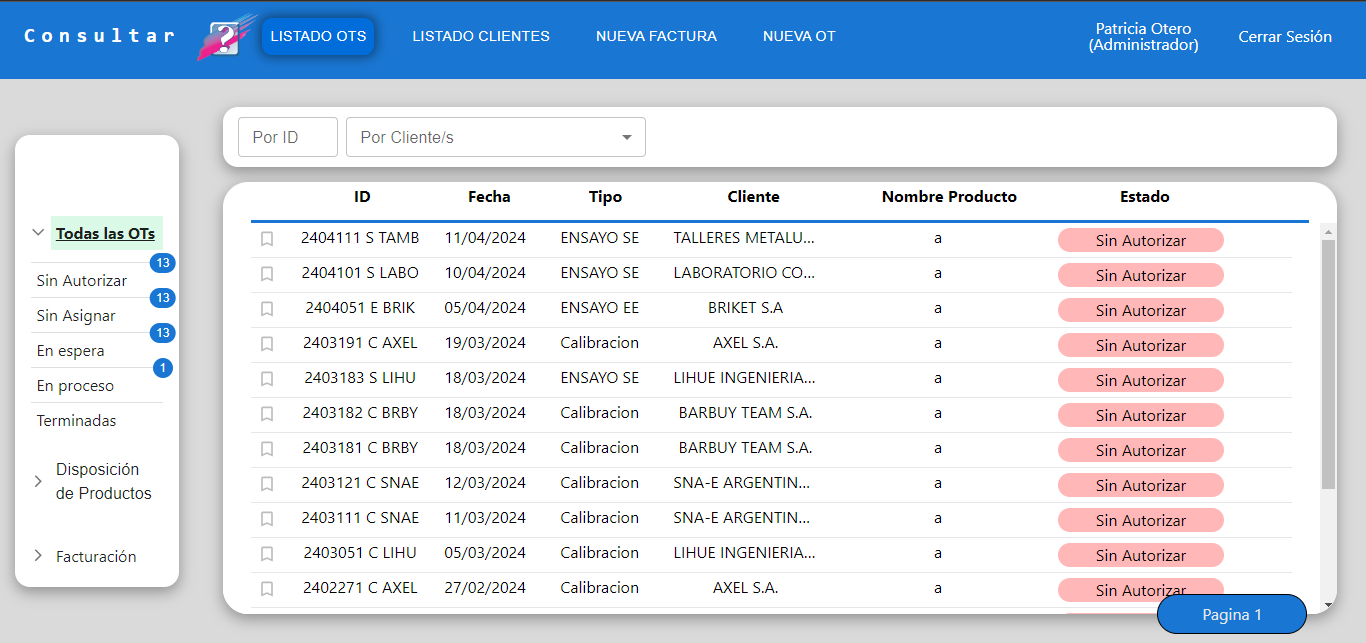 Consultar
LISTADO OTS LISTADO CLIENTES NUEVA FACTURA NUEVA OT
Patricia Otero
(Administrador)
Cerrar Sesión
Por ID Por Cliente/s
Todas las OTs
13
Sin Autorizar
13
Sin Asignar
13
En espera
1
En proceso
Terminadas
Disposición
de Productos
Facturación
ID Fecha Tipo Cliente Nombre Producto Estado
2404111 S TAMB 11/04/2024 ENSAYO SE TALLERES METALU... a Sin Autorizar
2404101 S LABO 10/04/2024 ENSAYO SE LABORATORIO CO... a Sin Autorizar
2404051 E BRIK 05/04/2024 ENSAYO EE BRIKET S.A a Sin Autorizar
2403191 C AXEL 19/03/2024 Calibracion AXEL S.A. a Sin Autorizar
2403183 S LIHU 18/03/2024 ENSAYO SE LIHUE INGENIERIA... a Sin Autorizar
2403182 C BRBY 18/03/2024 Calibracion BARBUY TEAM S.A. a Sin Autorizar
2403181 C BRBY 18/03/2024 Calibracion BARBUY TEAM S.A. a Sin Autorizar
2403121 C SNAE 12/03/2024 Calibracion SNA-E ARGENTIN... a Sin Autorizar
2403111 C SNAE 11/03/2024 Calibracion SNA-E ARGENTIN... a Sin Autorizar
2403051 C LIHU 05/03/2024 Calibracion LIHUE INGENIERIA... a Sin Autorizar
2402271 C AXEL 27/02/2024 Calibracion AXEL S.A. a Sin Autorizar
Pagina 1